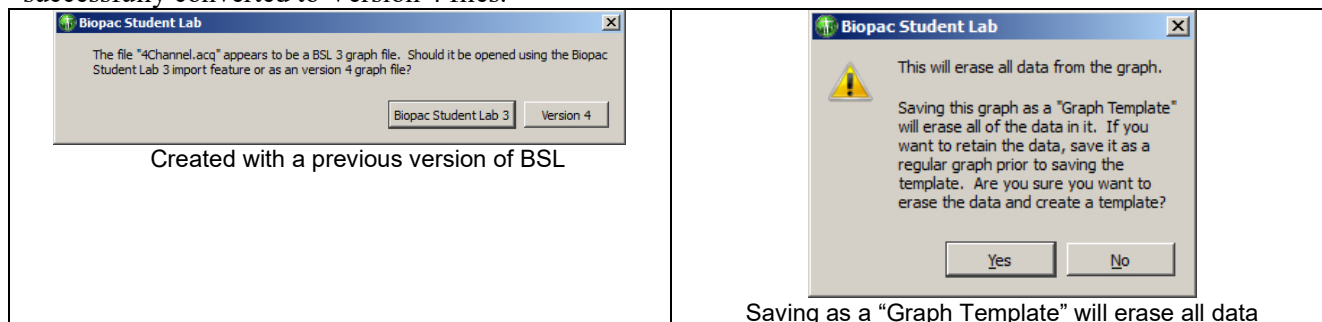 successfully converted to Version 4 files.
Biopac Student Lab
The file "4Channel.acq" appears to be a BSL 3 graph file. Should it be opened using the Biopac
Student Lab 3 import feature or as an version 4 graph file?
Biopac Student Lab 3 Version 4
Created with a previous version of BSL
Biopac Student Lab
This will erase all data from the graph.
Saving this graph as a "Graph Template"
will erase all of the data in it. If you
want to retain the data, save it as a
regular graph prior to saving the
template. Are you sure you want to
erase the data and create a template?
Yes No
Saving as a “Graph Template” will erase all data